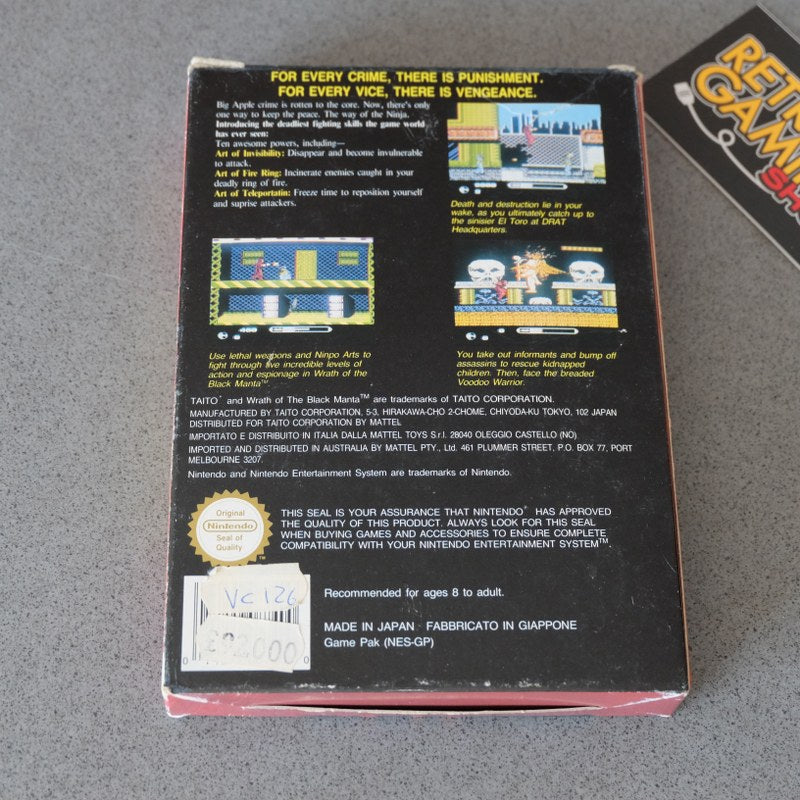 FOR EVERY CRIME, THERE IS PUNISHMENT.
FOR EVERY VICE, THERE IS VENGEANCE.
Big Apple crime is rotten to the core. Now, there's only
one way to keep the peace. The way of the Ninja.
Introducing the deadliest fighting skills the game world
has ever seen:
Ten awesome powers, including—
Art of Invisibility: Disappear and become invulnerable
to attack.
Art of Fire Ring: Incinerate enemies caught in your
deadly ring of fire.
Art of Teleportatin: Freeze time to reposition yourself
and suprise attackers.
Death and destruction lie in your
wake, as you ultimately catch up to
the sinisier El Toro at DRAT
Headquarters.
Use lethal weapons and Ninpo Arts to
fight through five incredible levels of
action and espionage in Wrath of the
Black Manta™
You take out informants and bump off
assassins to rescue kidnapped
children. Then, face the breaded
Voodoo Warrior.
TAITO® and Wrath of The Black Manta™ are trademarks of TAITO CORPORATION.
MANUFACTURED BY TAITO CORPORATION, 5-3, HIRAKAWA-CHO 2-CHOME, CHIYODA-KU TOKYO, 102 JAPAN
DISTRIBUTED FOR TAITO CORPORATION BY MATTEL
IMPORTATO E DISTRIBUITO IN ITALIA DALLA MATTEL TOYS S.r.l. 28040 OLEGGIO CASTELLO (NO)
IMPORTED AND DISTRIBUTED IN AUSTRALIA BY MATTEL PTY., Ltd. 461 PLUMMER STREET, P.O. BOX 77, PORT
MELBOURNE 3207.
Nintendo and Nintendo Entertainment System are trademarks of Nintendo.
Original
Nintendo
Seal of
Quality
™
THIS SEAL IS YOUR ASSURANCE THAT NINTENDO® HAS APPROVED
THE QUALITY OF THIS PRODUCT. ALWAYS LOOK FOR THIS SEAL
WHEN BUYING GAMES AND ACCESSORIES TO ENSURE COMPLETE
COMPATIBILITY WITH YOUR NINTENDO ENTERTAINMENT SYSTEM™.
VC 126
£92000
0 0
Recommended for ages 8 to adult.
MADE IN JAPAN · FABBRICATO IN GIAPPONE
Game Pak (NES-GP)
RETRO
GAMING